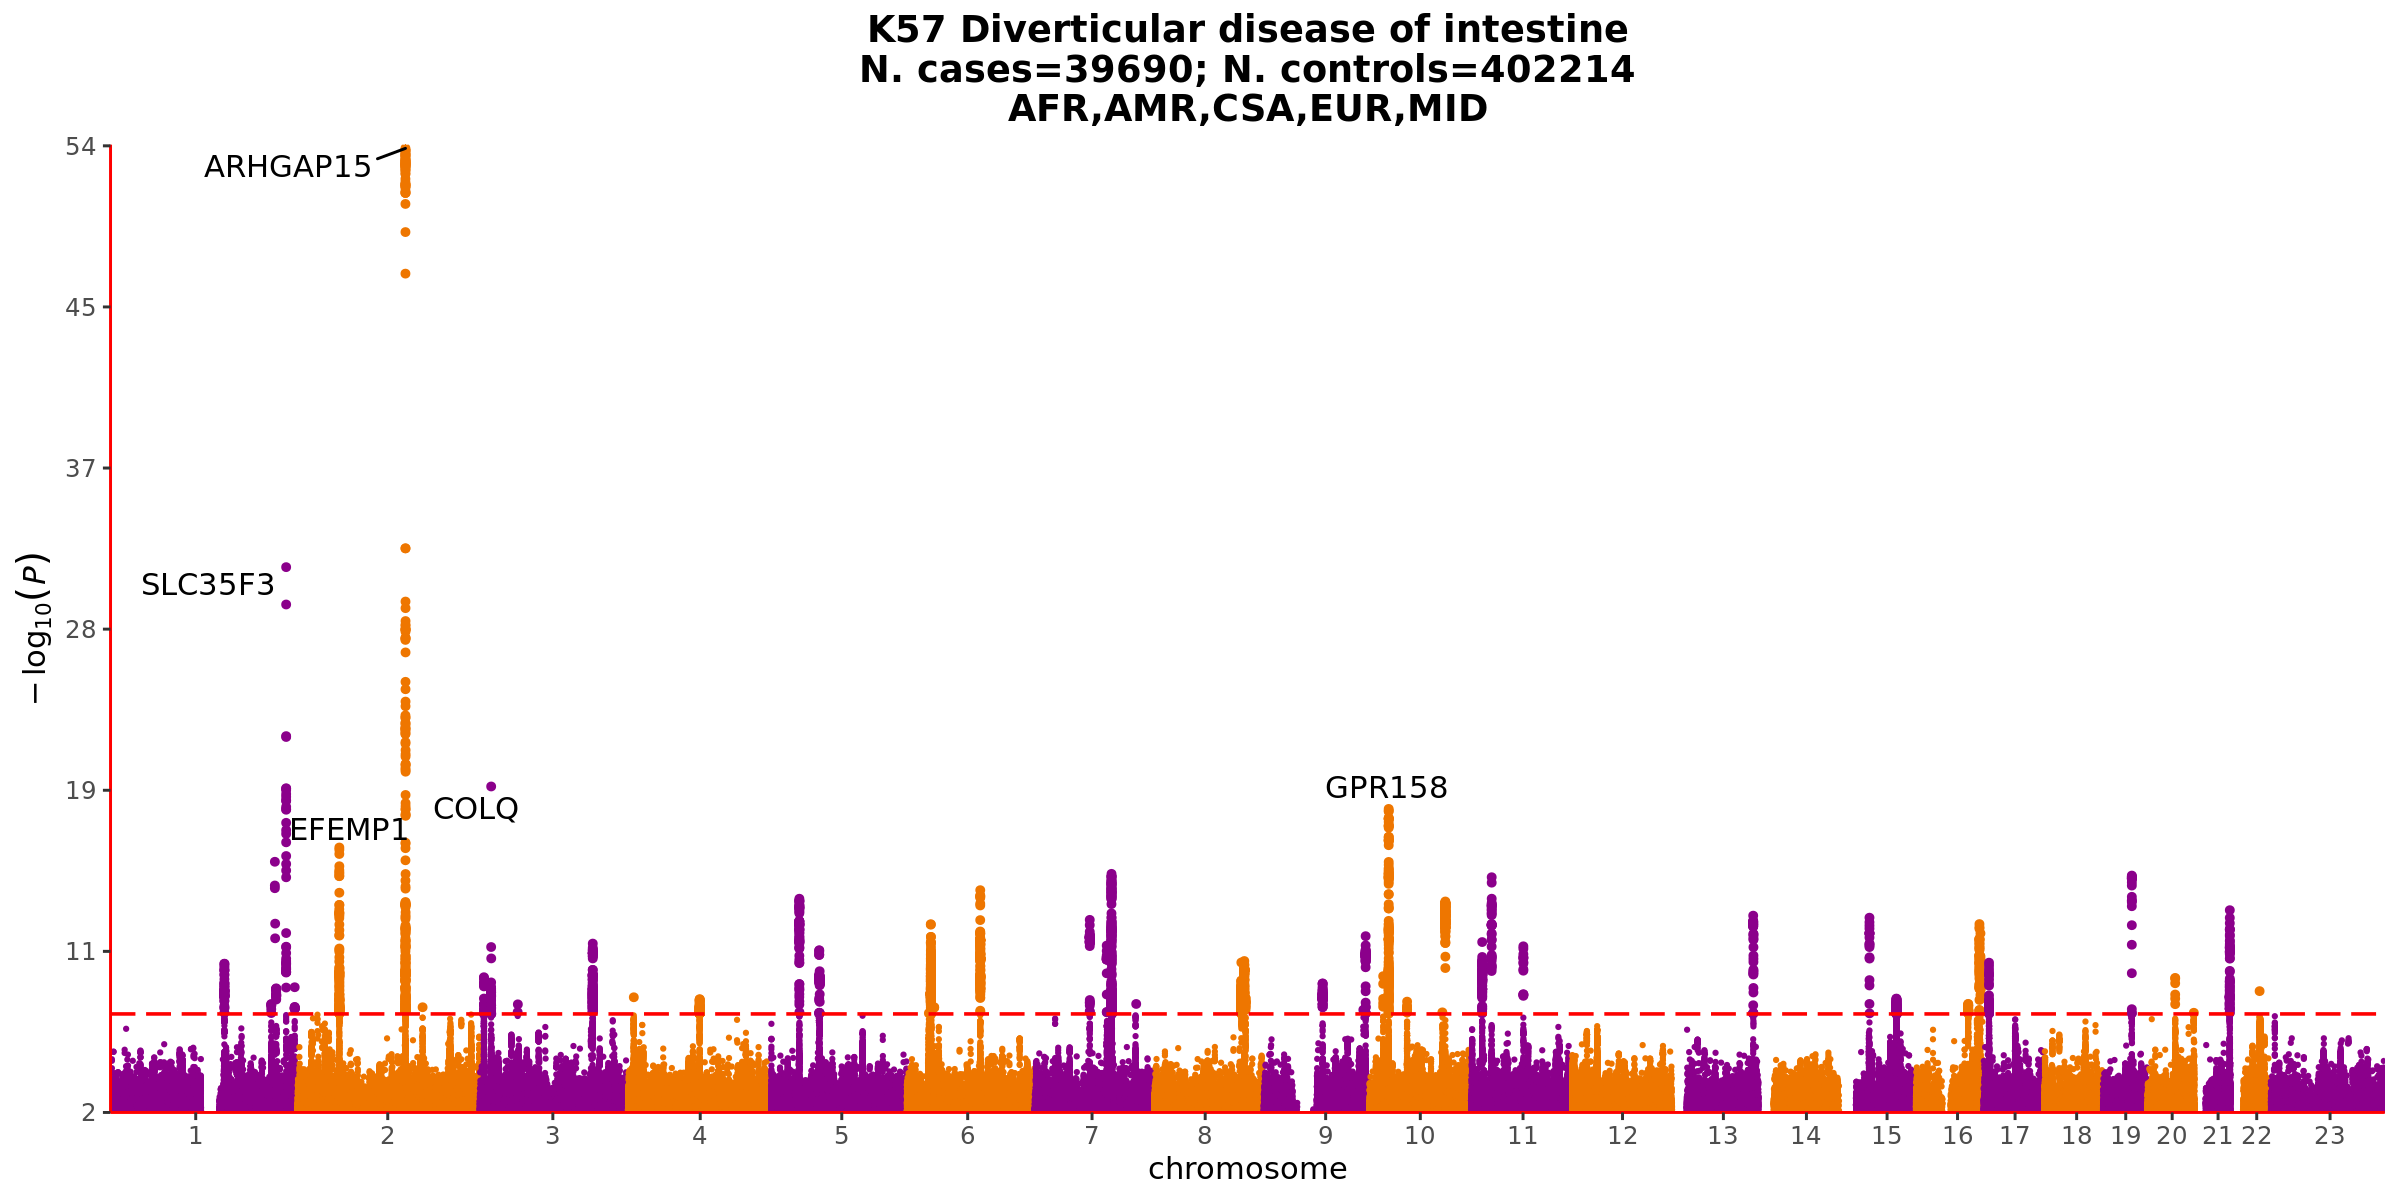 K57 Diverticular disease of intestine
N. cases=39690; N. controls=402214
AFR,AMR,CSA,EUR,MID
54
ARHGAP15
45
37
SLC35F3
28
19
GPR158
COLQ
EFEMP1
11
2
−log10(P)
1 2 3 4 5 6 7 8 9 10 11 12 13 14 15 16 17 18 19 20 21 22 23
chromosome